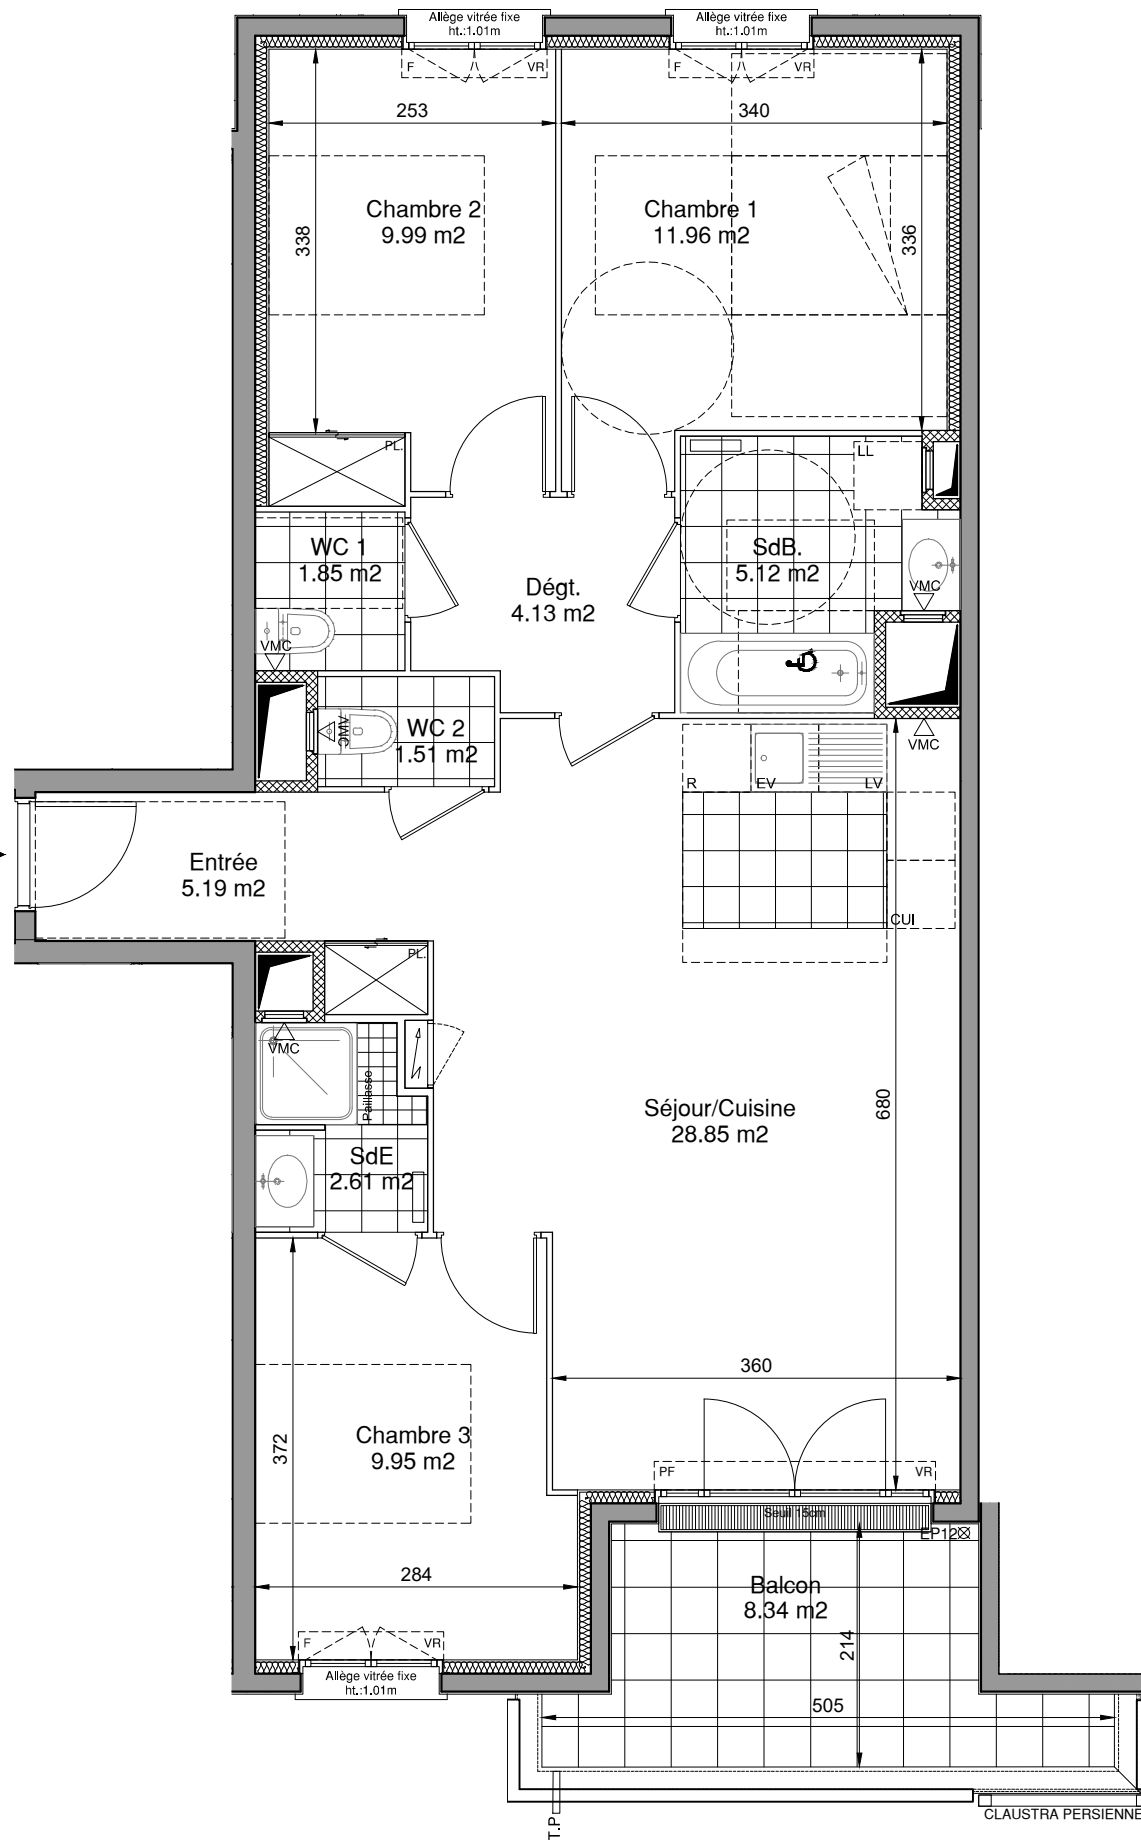 Allège vitrée fixe
ht.:1.01m
Allège vitrée fixe
ht.:1.01m
F
VR
F
VR
253
340
338
Chambre 2
9.99 m2
Chambre 1
11.96 m2
336
PL.
LL
WC 1
1.85 m2
SdB.
5.12 m2
Dégt.
4.13 m2
VMC
VMC
VMC
WC 2
1.51 m2
VMC
R
EV
LV
Entrée
5.19 m2
CUI
PL.
VMC
Paillasse
Séjour/Cuisine
28.85 m2
680
SdE
2.61 m2
360
372
Chambre 3
9.95 m2
PF
VR
Seuil 15cm
EP12
284
Balcon
8.34 m2
214
F
VR
Allège vitrée fixe
ht.:1.01m
505
T.P
CLAUSTRA PERSIENNE